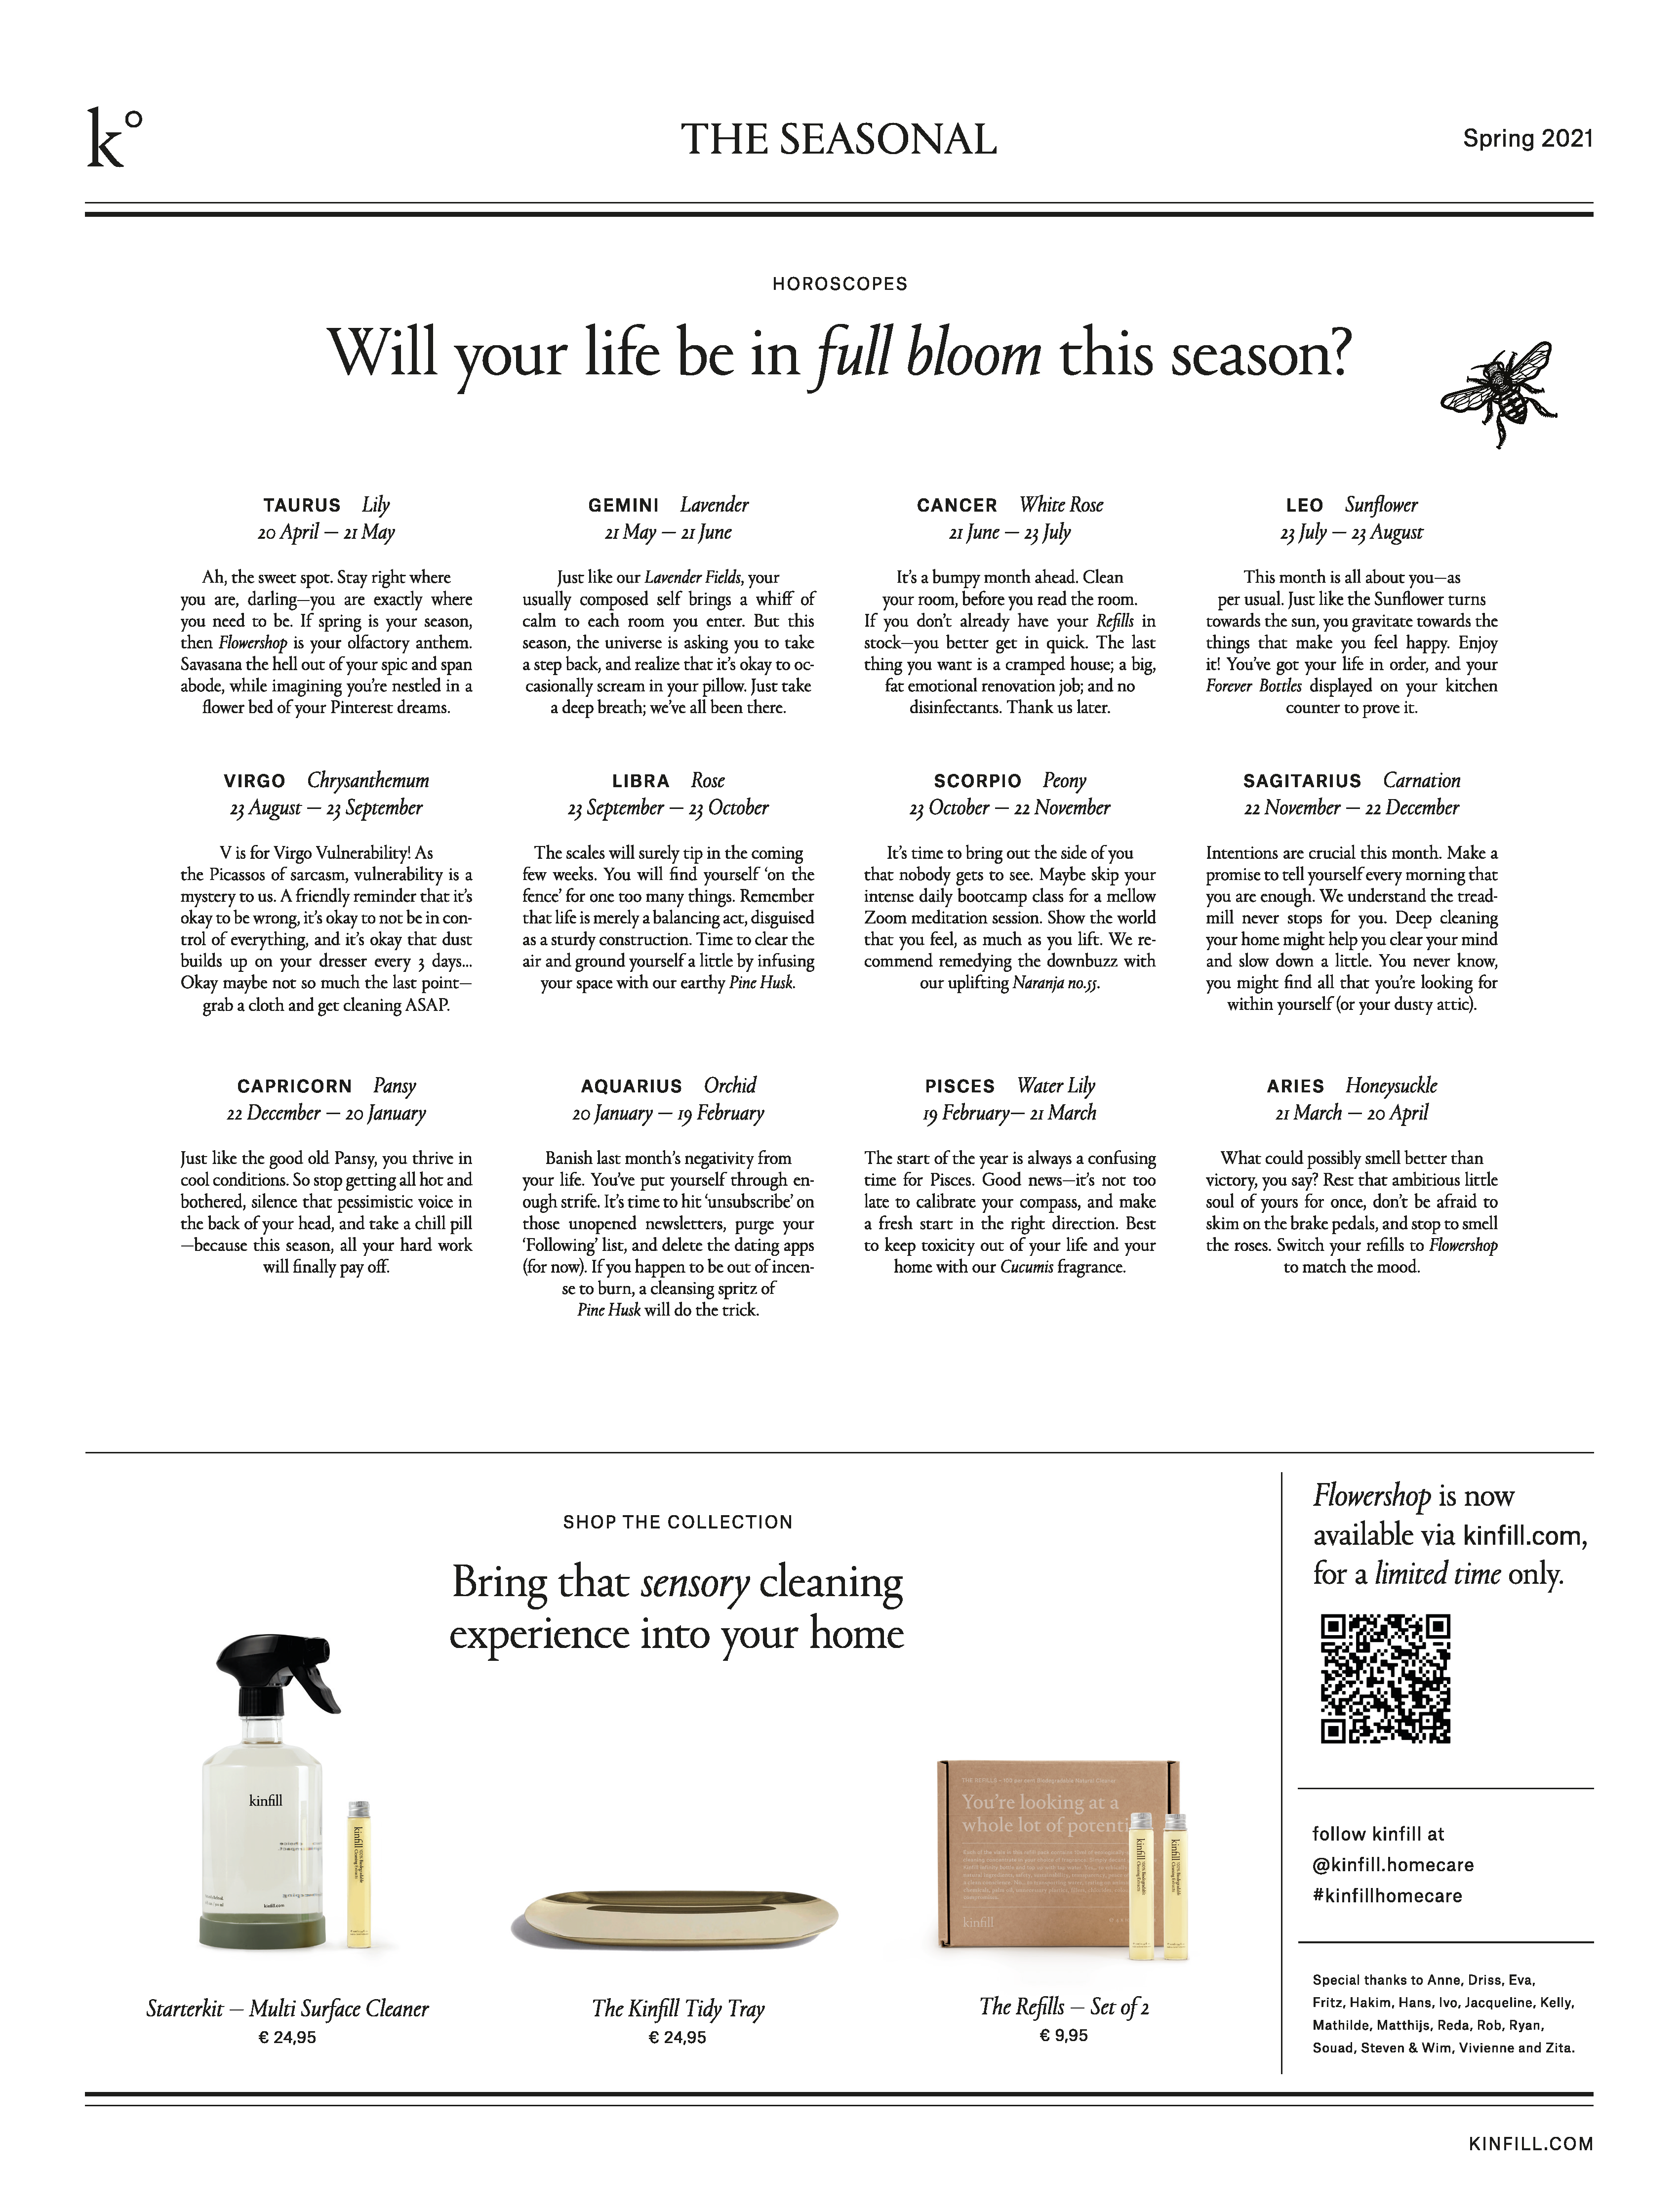 k°
THE SEASONAL
Spring 2021
HOROSCOPES
Will your life be in full bloom this season?
TAURUS Lily
20 April — 21 May
Ah, the sweet spot. Stay right where
you are, darling—you are exactly where
you need to be. If spring is your season,
then Flowershop is your olfactory anthem.
Savasana the hell out of your spic and span
abode, while imagining you're nestled in a
flower bed of your Pinterest dreams.
GEMINI Lavender
21 May — 21 June
Just like our Lavender Fields, your
usually composed self brings a whiff of
calm to each room you enter. But this
season, the universe is asking you to take
a step back, and realize that it's okay to oc-
casionally scream in your pillow. Just take
a deep breath; we've all been there.
CANCER White Rose
21 June — 23 July
It's a bumpy month ahead. Clean
your room, before you read the room.
If you don't already have your Refills in
stock—you better get in quick. The last
thing you want is a cramped house; a big,
fat emotional renovation job; and no
disinfectants. Thank us later.
LEO Sunflower
23 July — 23 August
This month is all about you—as
per usual. Just like the Sunflower turns
towards the sun, you gravitate towards the
things that make you feel happy. Enjoy
it! You've got your life in order, and your
Forever Bottles displayed on your kitchen
counter to prove it.
VIRGO Chrysanthemum
23 August — 23 September
V is for Virgo Vulnerability! As
the Picassos of sarcasm, vulnerability is a
mystery to us. A friendly reminder that it's
okay to be wrong, it's okay to not be in con-
trol of everything, and it's okay that dust
builds up on your dresser every 3 days...
Okay maybe not so much the last point—
grab a cloth and get cleaning ASAP.
LIBRA Rose
23 September — 23 October
The scales will surely tip in the coming
few weeks. You will find yourself 'on the
fence' for one too many things. Remember
that life is merely a balancing act, disguised
as a sturdy construction. Time to clear the
air and ground yourself a little by infusing
your space with our earthy Pine Husk.
SCORPIO Peony
23 October — 22 November
It's time to bring out the side of you
that nobody gets to see. Maybe skip your
intense daily bootcamp class for a mellow
Zoom meditation session. Show the world
that you feel, as much as you lift. We re-
commend remedying the downbuzz with
our uplifting Naranja no.55.
SAGITARIUS Carnation
22 November — 22 December
Intentions are crucial this month. Make a
promise to tell yourself every morning that
you are enough. We understand the tread-
mill never stops for you. Deep cleaning
your home might help you clear your mind
and slow down a little. You never know,
you might find all that you're looking for
within yourself (or your dusty attic).
CAPRICORN Pansy
22 December — 20 January
Just like the good old Pansy, you thrive in
cool conditions. So stop getting all hot and
bothered, silence that pessimistic voice in
the back of your head, and take a chill pill
—because this season, all your hard work
will finally pay off.
AQUARIUS Orchid
20 January — 19 February
Banish last month's negativity from
your life. You've put yourself through en-
ough strife. It's time to hit 'unsubscribe' on
those unopened newsletters, purge your
'Following' list, and delete the dating apps
(for now). If you happen to be out of incen-
se to burn, a cleansing spritz of
Pine Husk will do the trick.
PISCES Water Lily
19 February— 21 March
The start of the year is always a confusing
time for Pisces. Good news—it's not too
late to calibrate your compass, and make
a fresh start in the right direction. Best
to keep toxicity out of your life and your
home with our Cucumis fragrance.
ARIES Honeysuckle
21 March — 20 April
What could possibly smell better than
victory, you say? Rest that ambitious little
soul of yours for once, don't be afraid to
skim on the brake pedals, and stop to smell
the roses. Switch your refills to Flowershop
to match the mood.
SHOP THE COLLECTION
Bring that sensory cleaning
experience into your home
kinfill
kinfill.com
kinfill
THE REFILLS — 100 per cent Biodegradable Natural Cleaner
You're looking at a
whole lot of potenti
kinfill
kinfill
kinfill
Starterkit — Multi Surface Cleaner
€ 24,95
The Kinfill Tidy Tray
€ 24,95
The Refills — Set of 2
€ 9,95
Flowershop is now
available via kinfill.com,
for a limited time only.
follow kinfill at
@kinfill.homecare
#kinfillhomecare
Special thanks to Anne, Driss, Eva,
Fritz, Hakim, Hans, Ivo, Jacqueline, Kelly,
Mathilde, Matthijs, Reda, Rob, Ryan,
Souad, Steven & Wim, Vivienne and Zita.
KINFILL.COM